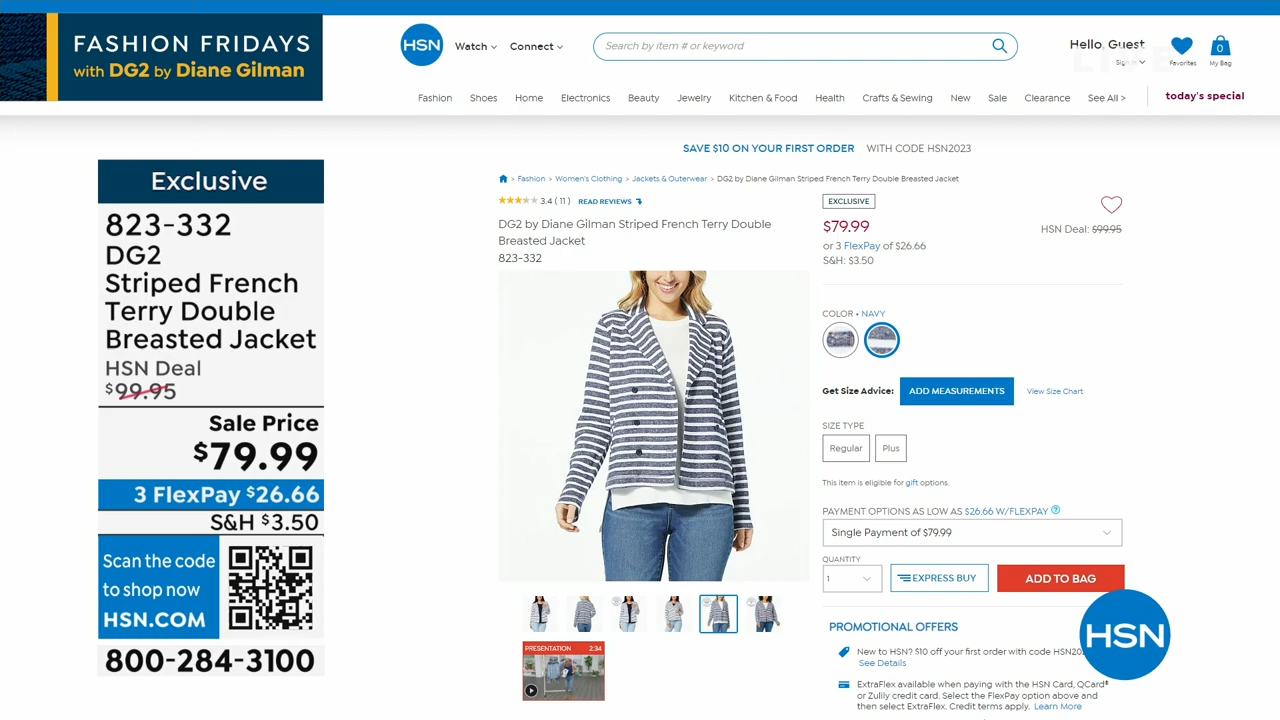 FASHION FRIDAYS
with DG2 by Diane Gilman
HSN
Watch
Connect
Search by item # or keyword
Hello, Guest
Sign In
Favorites
0
My Bag
LIVE
Fashion
Shoes
Home
Electronics
Beauty
Jewelry
Kitchen & Food
Health
Crafts & Sewing
New
Sale
Clearance
See All >
today's special
SAVE $10 ON YOUR FIRST ORDER WITH CODE HSN2023
Exclusive
823-332
DG2
Striped French
Terry Double
Breasted Jacket
HSN Deal
$99.95
Sale Price
$79.99
3 FlexPay $26.66
S&H $3.50
Scan the code
to shop now
HSN.COM
800-284-3100
> Fashion > Women's Clothing > Jackets & Outerwear > DG2 by Diane Gilman Striped French Terry Double Breasted Jacket
3.4 ( 11 ) READ REVIEWS
DG2 by Diane Gilman Striped French Terry Double
Breasted Jacket
823-332
PRESENTATION 2:34
EXCLUSIVE
$79.99
HSN Deal: $99.95
or 3 FlexPay of $26.66
S&H: $3.50
COLOR • NAVY
Get Size Advice: ADD MEASUREMENTS View Size Chart
SIZE TYPE
Regular
Plus
This item is eligible for gift options.
PAYMENT OPTIONS AS LOW AS $26.66 W/FLEXPAY ?
Single Payment of $79.99
QUANTITY
1
EXPRESS BUY
ADD TO BAG
PROMOTIONAL OFFERS
New to HSN? $10 off your first order with code
See Details
ExtraFlex available when paying with the HSN Card, QCard®
or Zulily credit card. Select the FlexPay option above and
then select ExtraFlex. Credit terms apply. Learn More
HSN